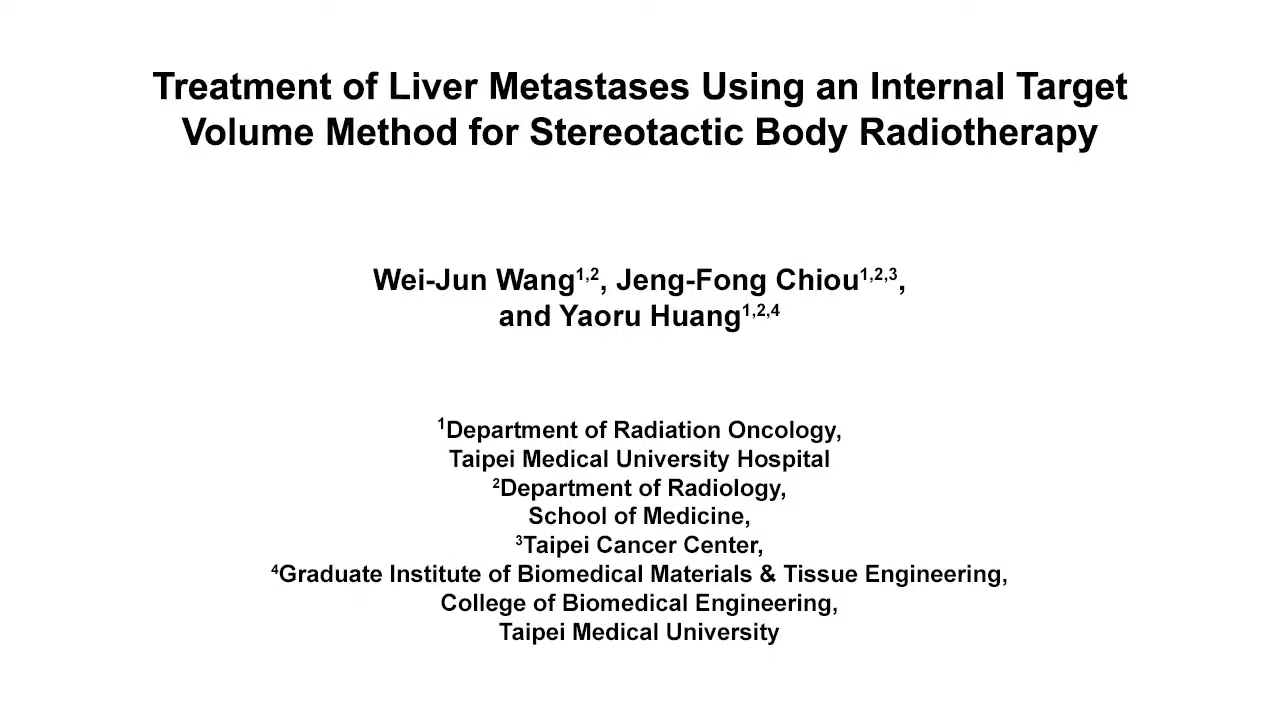 Treatment of Liver Metastases Using an Internal Target
Volume Method for Stereotactic Body Radiotherapy
Wei-Jun Wang1,2, Jeng-Fong Chiou1,2,3,
and Yaoru Huang1,2,4
1Department of Radiation Oncology,
Taipei Medical University Hospital
2Department of Radiology,
School of Medicine,
3Taipei Cancer Center,
4Graduate Institute of Biomedical Materials & Tissue Engineering,
College of Biomedical Engineering,
Taipei Medical University